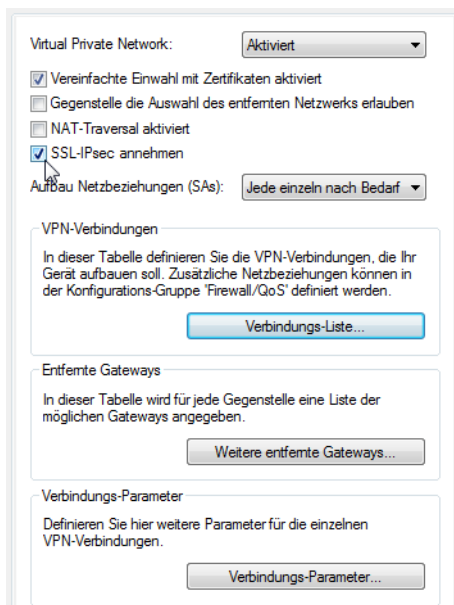 Virtual Private Network: Aktiviert
Vereinfachte Einwahl mit Zertifikaten aktiviert
Gegenstelle die Auswahl des entfernten Netzwerks erlauben
NAT-Traversal aktiviert
SSL-IPsec annehmen
Aufbau Netzbeziehungen (SAs): Jede einzeln nach Bedarf
VPN-Verbindungen
In dieser Tabelle definieren Sie die VPN-Verbindungen, die Ihr
Gerät aufbauen soll. Zusätzliche Netzbeziehungen können in
der Konfigurations-Gruppe 'Firewall/QoS' definiert werden.
Verbindungs-Liste...
Entfernte Gateways
In dieser Tabelle wird für jede Gegenstelle eine Liste der
möglichen Gateways angegeben.
Weitere entfernte Gateways...
Verbindungs-Parameter
Definieren Sie hier weitere Parameter für die einzelnen
VPN-Verbindungen.
Verbindungs-Parameter...